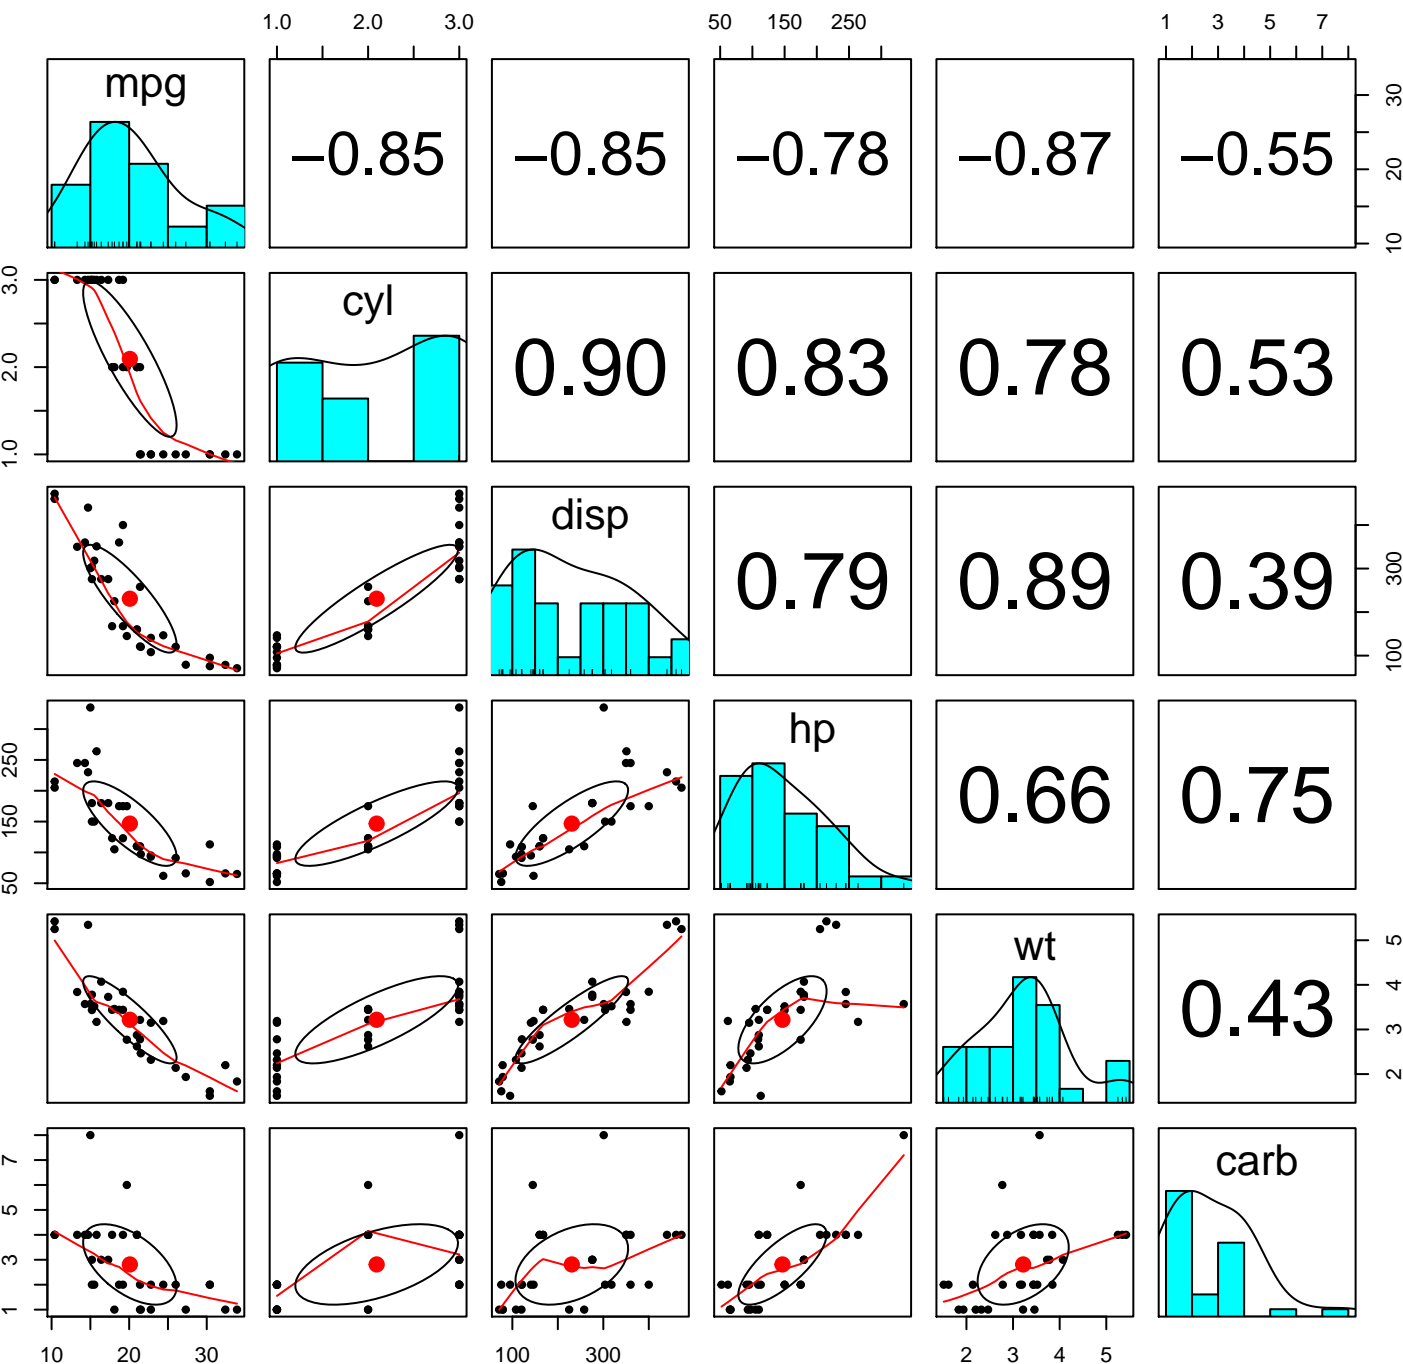 1.0 2.0 3.0 50 150 250 1 3 5 7
mpg −0.85 −0.85 −0.78 −0.87 −0.55 10 20 30
1.0 2.0 3.0 cyl 0.90 0.83 0.78 0.53
disp 0.79 0.89 0.39 100 300
50 150 250 hp 0.66 0.75
wt 0.43 2 3 4 5
1 3 5 7 carb
10 20 30 100 300 2 3 4 5